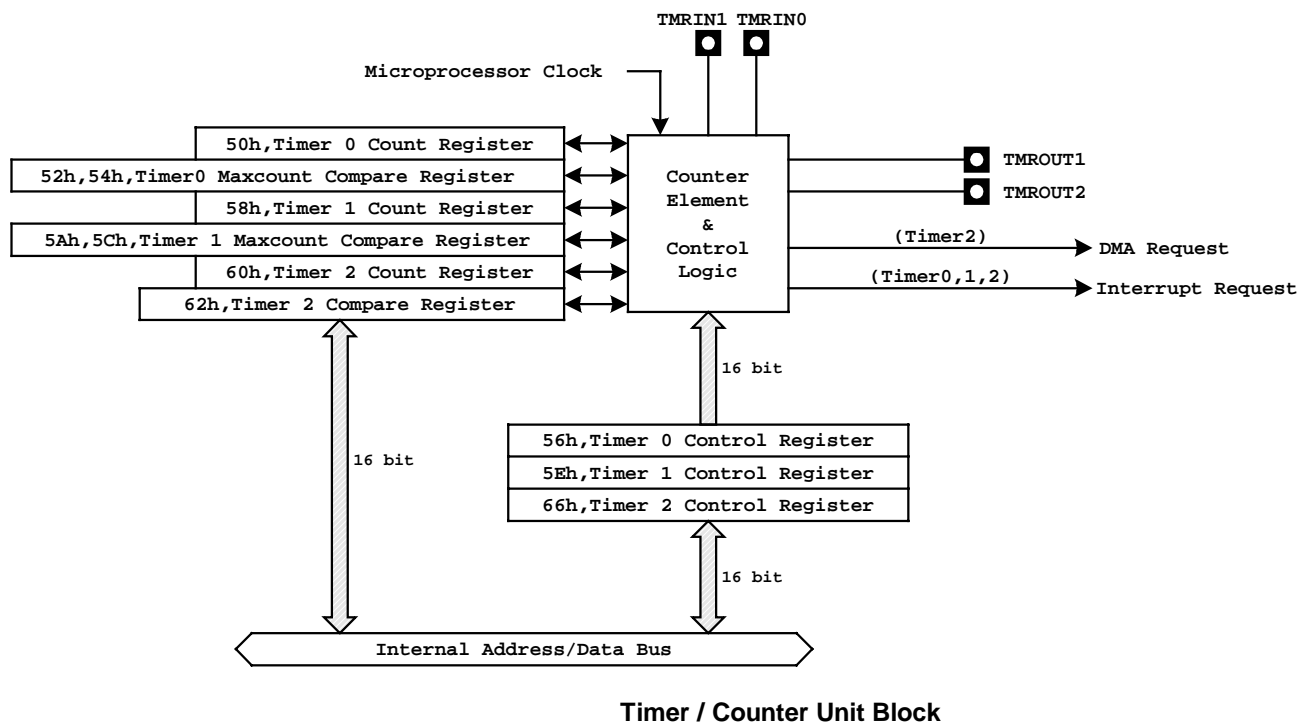 TMRIN1 TMRIN0
Microprocessor Clock
50h,Timer 0 Count Register
52h,54h,Timer0 Maxcount Compare Register
58h,Timer 1 Count Register
5Ah,5Ch,Timer 1 Maxcount Compare Register
60h,Timer 2 Count Register
62h,Timer 2 Compare Register
Counter
Element
&
Control
Logic
TMROUT1
TMROUT2
(Timer2)
DMA Request
(Timer0,1,2)
Interrupt Request
16 bit
56h,Timer 0 Control Register
5Eh,Timer 1 Control Register
66h,Timer 2 Control Register
16 bit
16 bit
Internal Address/Data Bus
Timer / Counter Unit Block